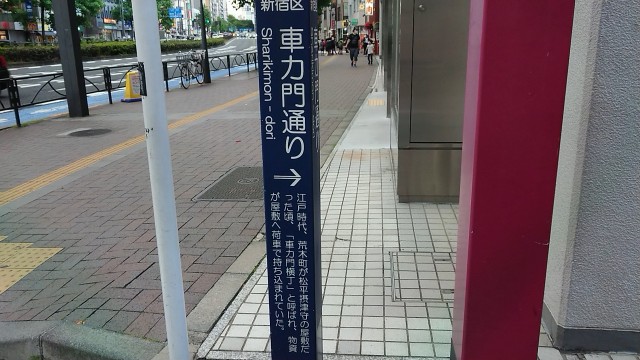 新宿区
車力門通り
Sharikimon - dori
→
江戸時代、荒木町が松平摂津守の屋敷だ
った頃、「車力門横丁」と呼ばれ、物資
が屋敷へ荷車で持ち込まれていた。